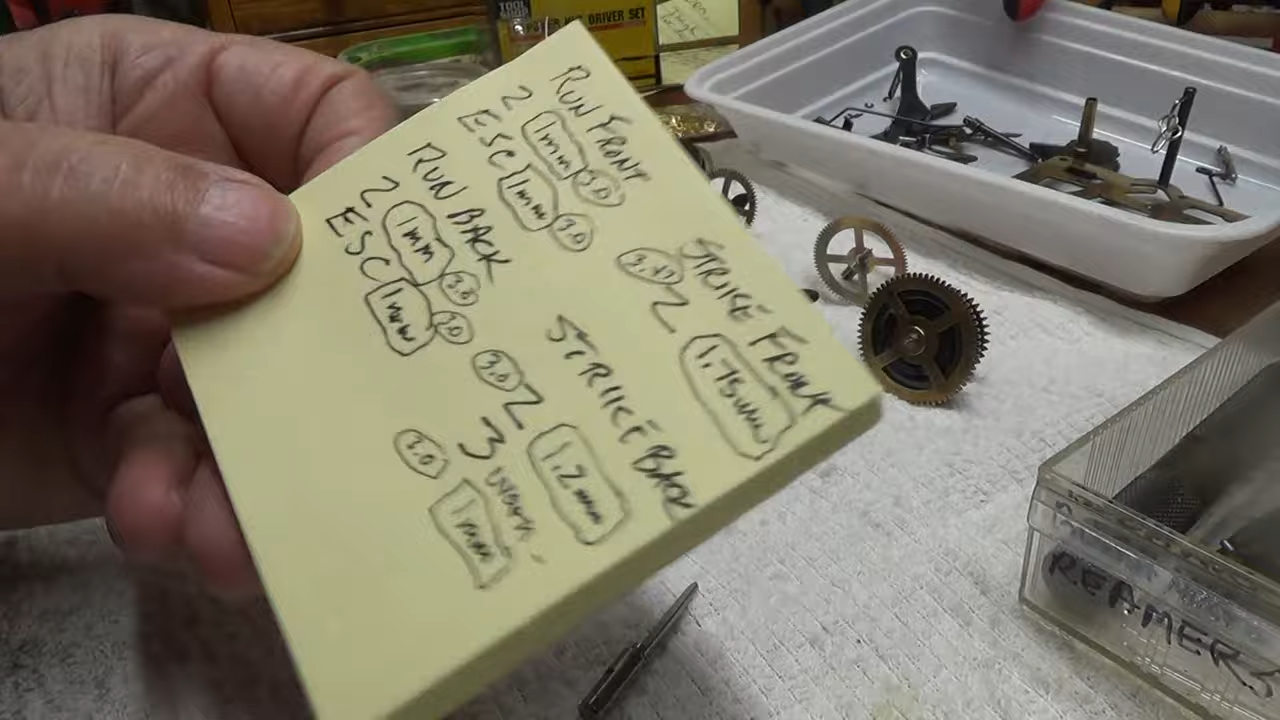 RUN FRONT
2 1mm 3.0
ESC 1mm 3.0
RUN BACK
2 1mm 3.0
ESC 1mm 3.0
STRIKE FRONT
2 1.75mm
STRIKE BACK
3.0 2 1.2mm
3.0 3 1mm
REAMERS
DRIVER SET